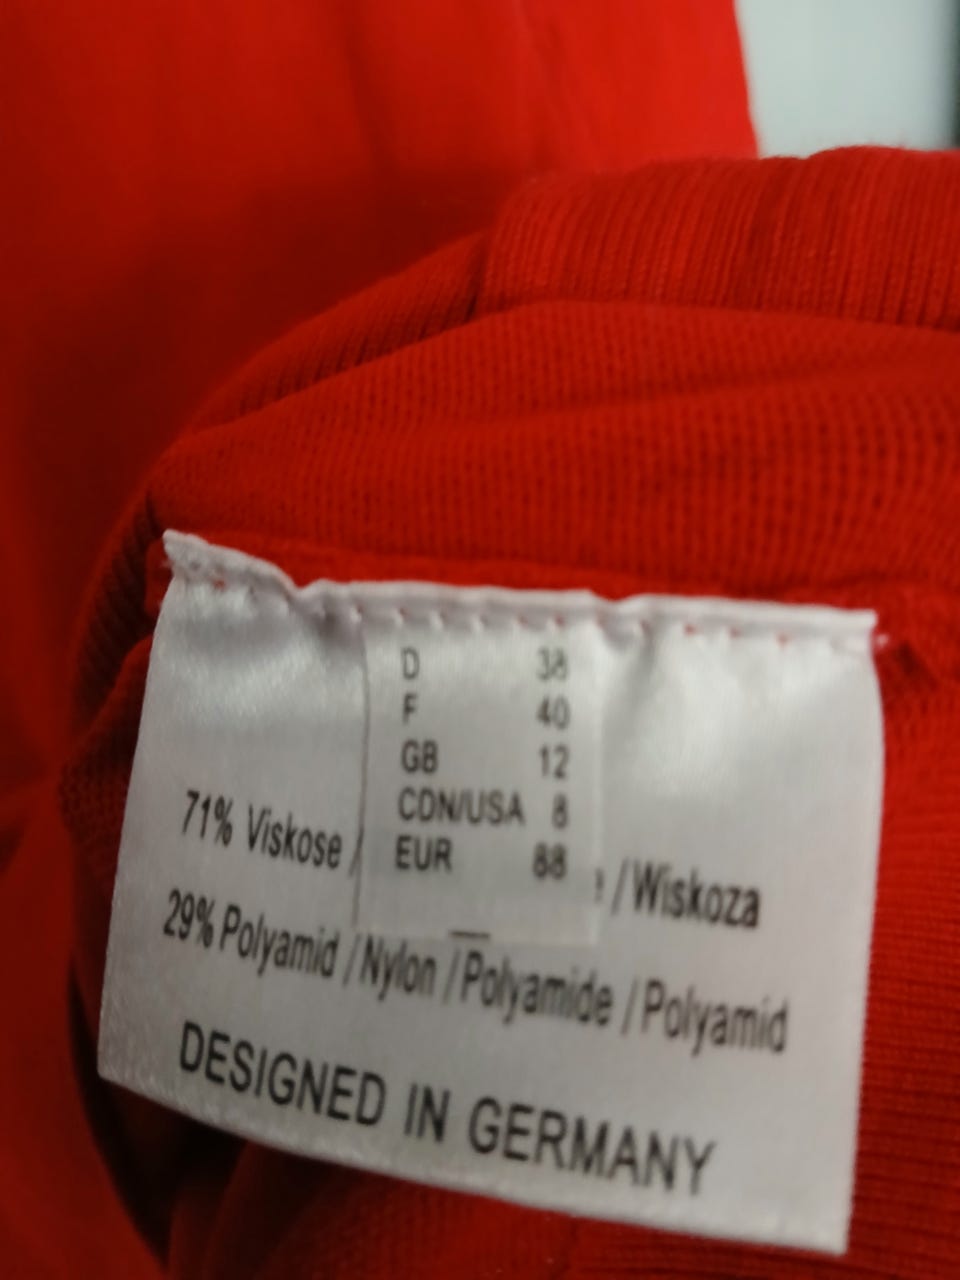 D 38
F 40
GB 12
CDN/USA 8
EUR 88
71% Viskose / /Wiskoza
29% Polyamid /Nylon /Polyamide /Polyamid
DESIGNED IN GERMANY